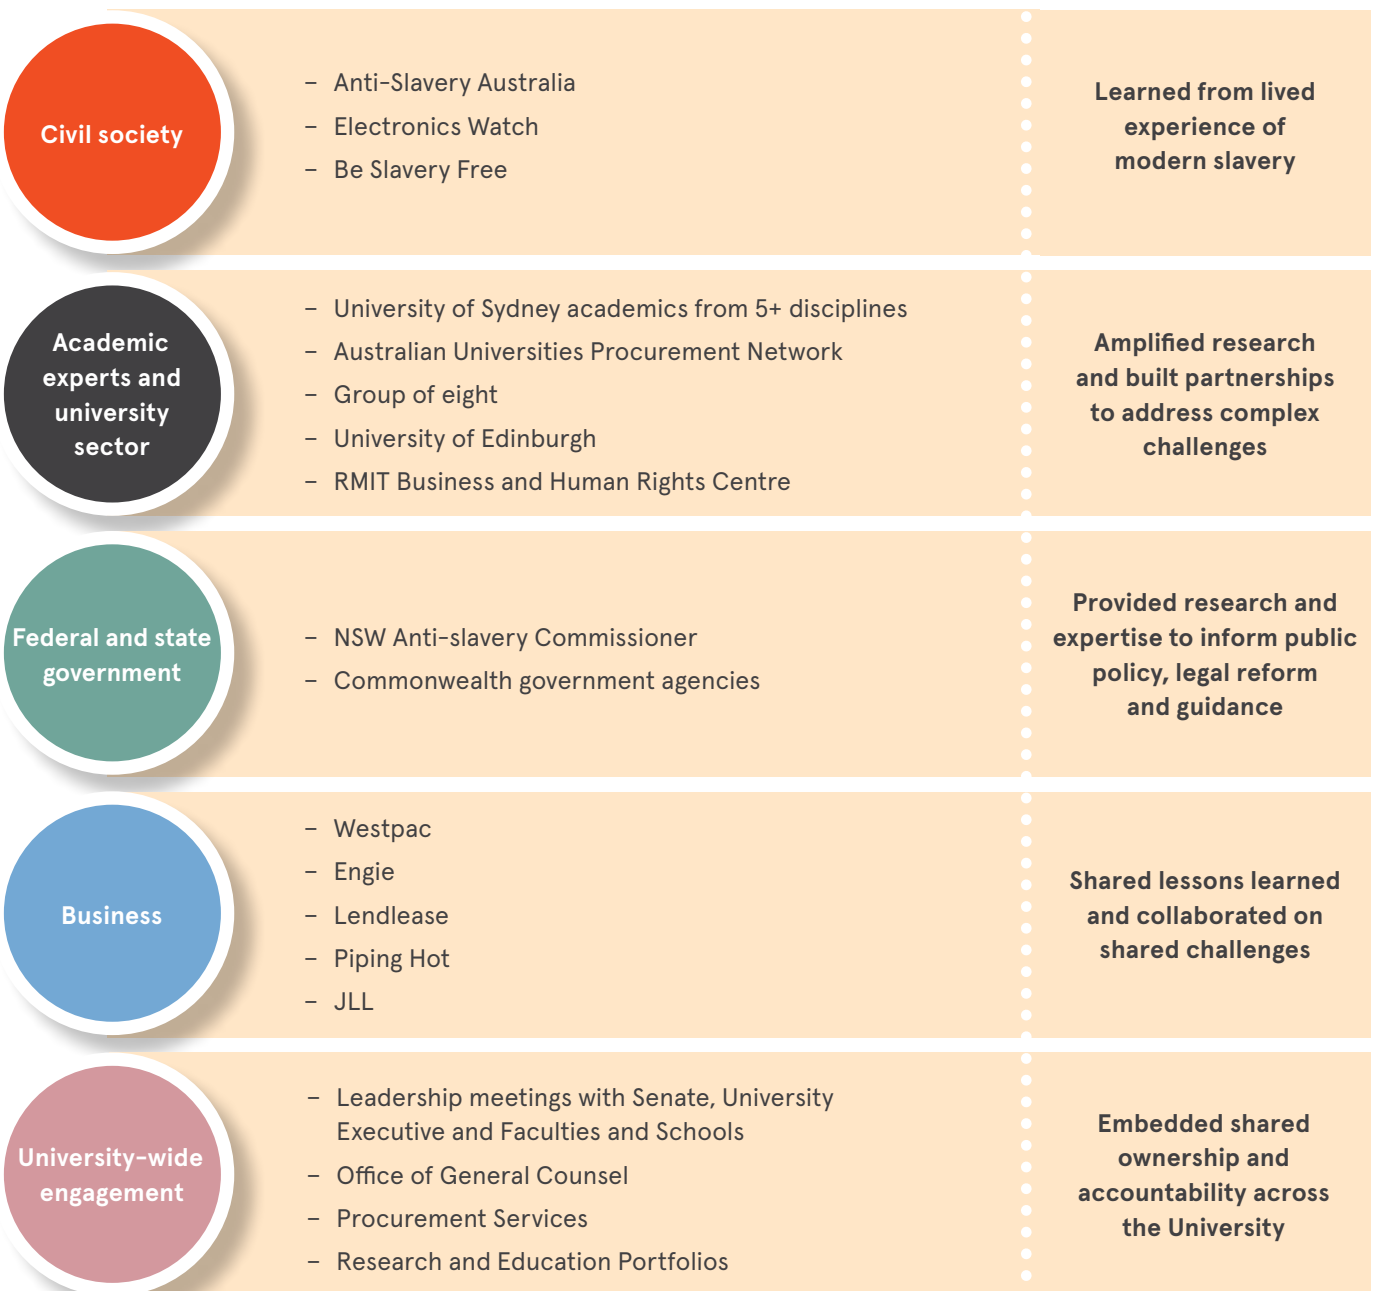 Civil society
– Anti-Slavery Australia
– Electronics Watch
– Be Slavery Free
Learned from lived
experience of
modern slavery
Academic
experts and
university
sector
– University of Sydney academics from 5+ disciplines
– Australian Universities Procurement Network
– Group of eight
– University of Edinburgh
– RMIT Business and Human Rights Centre
Amplified research
and built partnerships
to address complex
challenges
Federal and state
government
– NSW Anti-slavery Commissioner
– Commonwealth government agencies
Provided research and
expertise to inform public
policy, legal reform
and guidance
Business
– Westpac
– Engie
– Lendlease
– Piping Hot
– JLL
Shared lessons learned
and collaborated on
shared challenges
University-wide
engagement
– Leadership meetings with Senate, University
Executive and Faculties and Schools
– Office of General Counsel
– Procurement Services
– Research and Education Portfolios
Embedded shared
ownership and
accountability across
the University